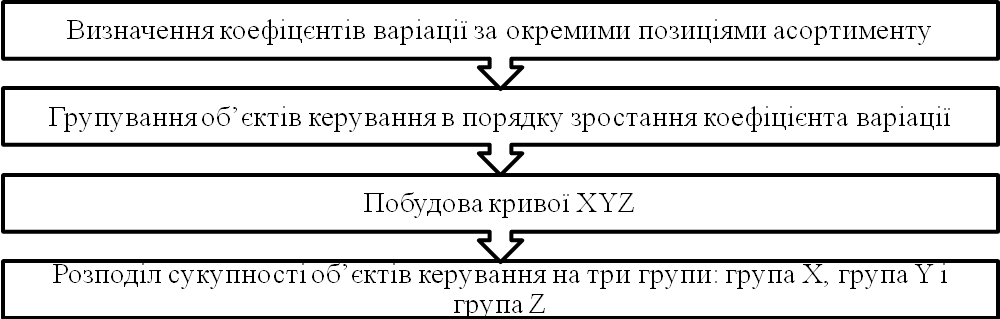 Визначення коефіцєнтів варіації за окремими позиціями асортименту
Групування об’єктів керування в порядку зростання коефіцієнта варіації
Побудова кривої XYZ
Розподіл сукупності об’єктів керування на три групи: група X, група Y і
група Z